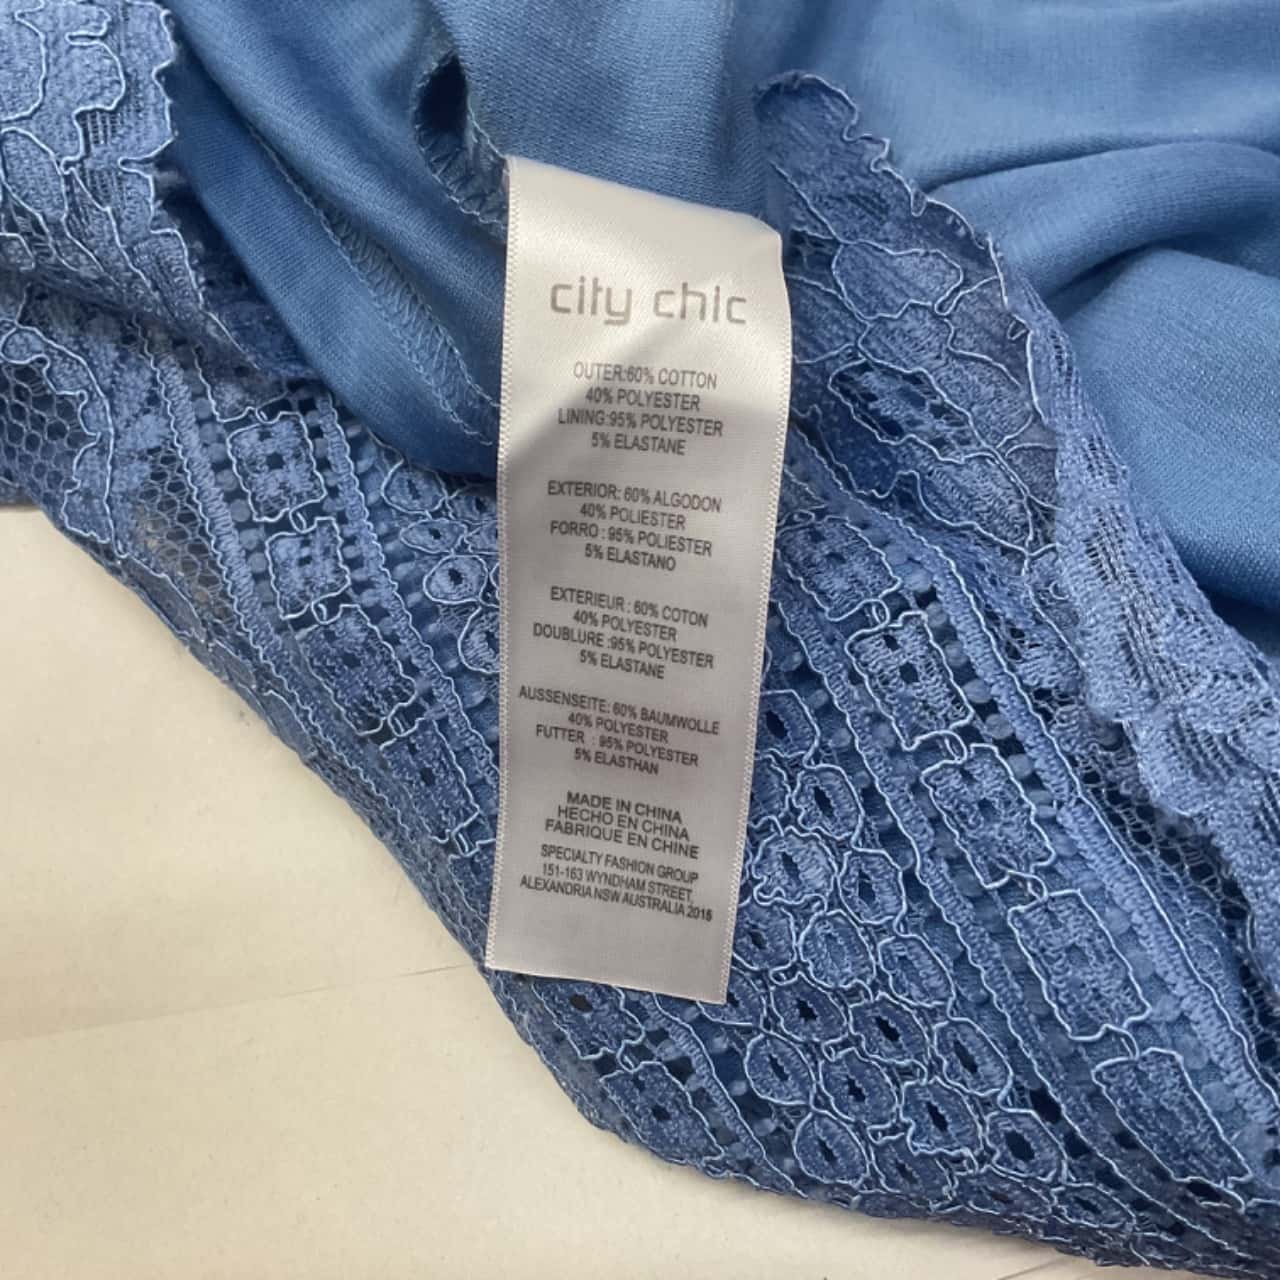 city chic
OUTER:60% COTTON
40% POLYESTER
LINING:95% POLYESTER
5% ELASTANE
EXTERIOR: 60% ALGODON
40% POLIESTER
FORRO : 95% POLIESTER
5% ELASTANO
EXTERIEUR : 60% COTON
40% POLYESTER
DOUBLURE :95% POLYESTER
5% ELASTANE
AUSSENSEITE: 60% BAUMWOLLE
40% POLYESTER
FUTTER : 95% POLYESTER
5% ELASTHAN
MADE IN CHINA
HECHO EN CHINA
FABRIQUE EN CHINE
SPECIALTY FASHION GROUP
151-163 WYNDHAM STREET,
ALEXANDRIA NSW AUSTRALIA 2015